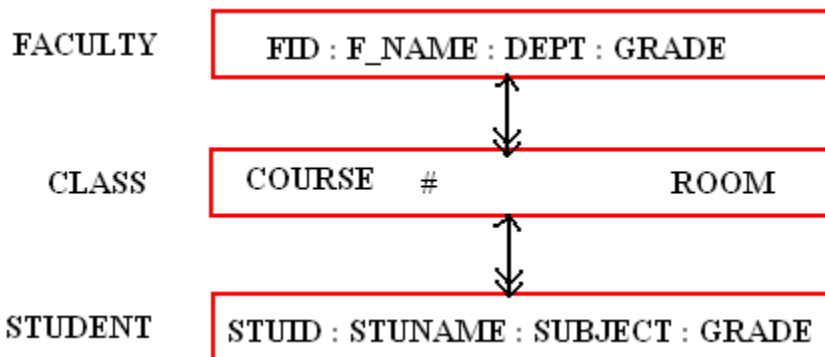 FACULTY FID : F_NAME : DEPT : GRADE
CLASS COURSE # ROOM
STUDENT STUID : STUNAME : SUBJECT : GRADE